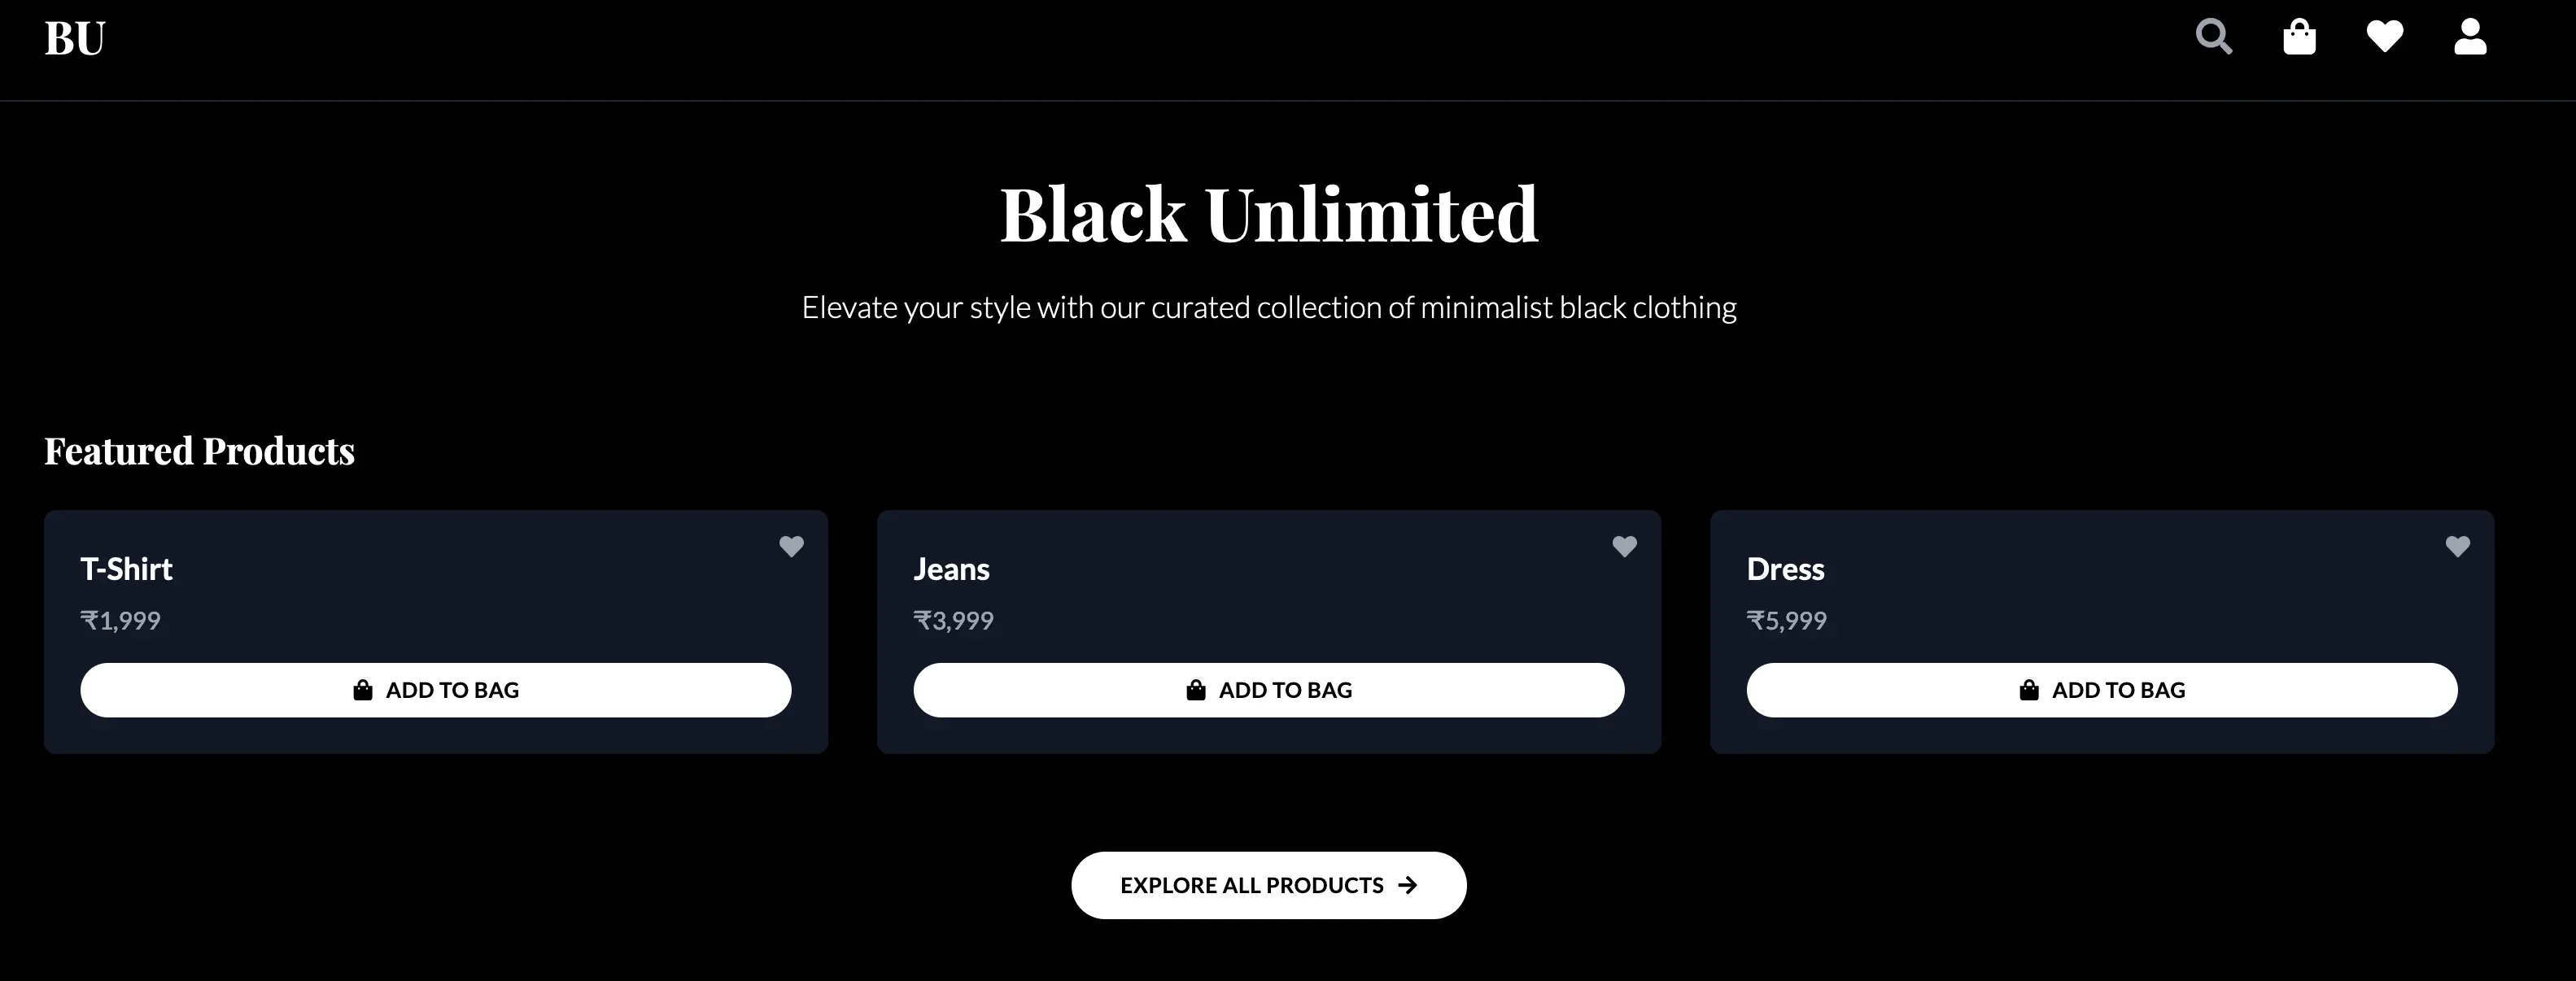 BU
Black Unlimited
Elevate your style with our curated collection of minimalist black clothing
Featured Products
T-Shirt
₹1,999
ADD TO BAG
Jeans
₹3,999
ADD TO BAG
Dress
₹5,999
ADD TO BAG
EXPLORE ALL PRODUCTS